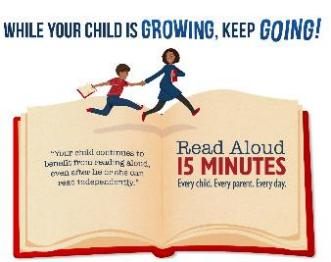 WHILE YOUR CHILD IS GROWING, KEEP GOING!
"Your child continues to
benefit from reading aloud,
even after he or she can
read independently."
Read Aloud
15 MINUTES
Every child. Every parent. Every day.